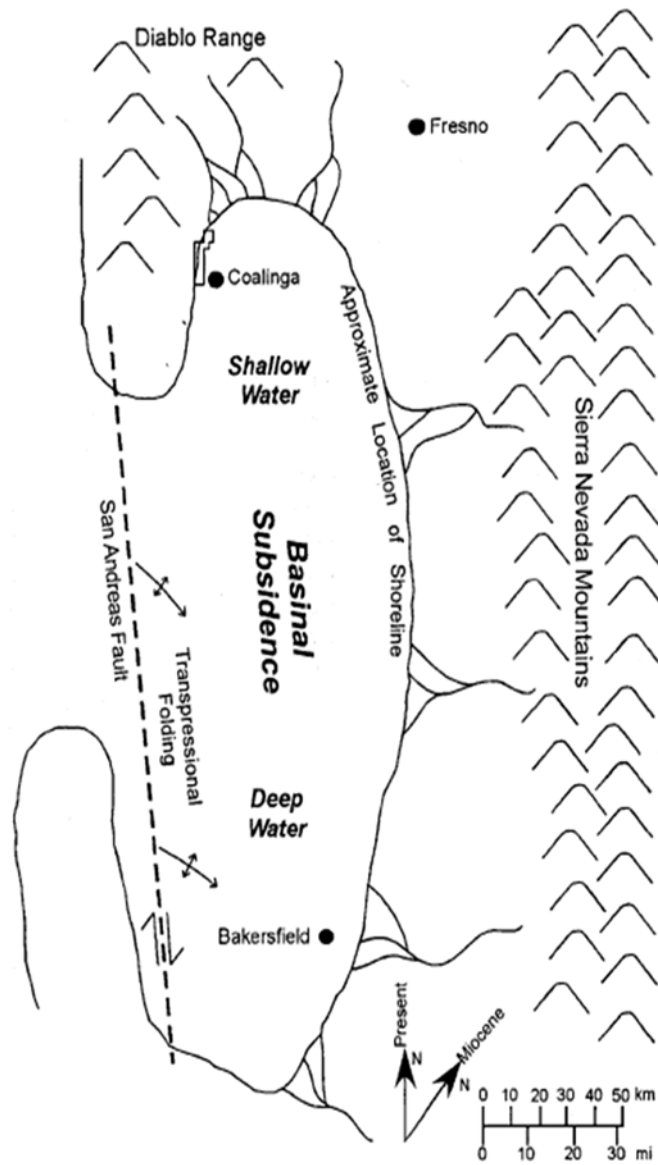 Diablo Range
Fresno
Coalinga
Approximate Location of Shoreline
Shallow
Water
Sierra Nevada Mountains
San Andreas Fault
Basinal
Subsidence
Transpressional
Folding
Deep
Water
Bakersfield
Present
N
Miocene
N
0 10 20 30 40 50 km
0 10 20 30 mi